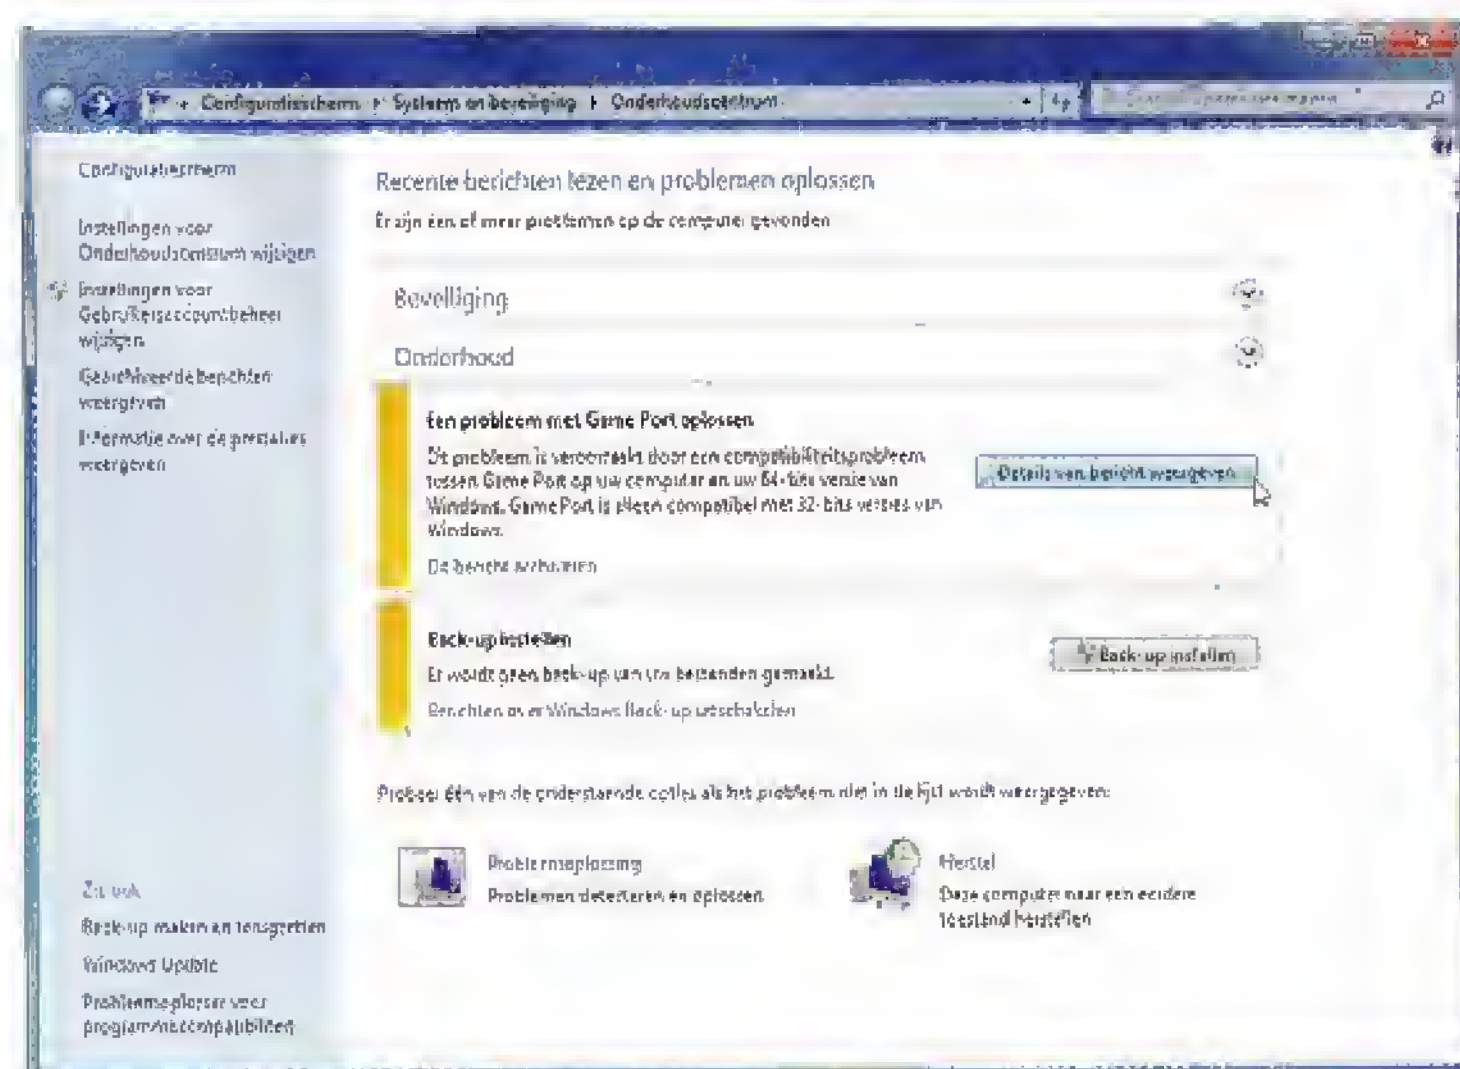 Configuratiescherm ▸ Systeem en beveiliging ▸ Onderhoudscentrum
Configuratiescherm
Instellingen voor
Onderhoudscentrum wijzigen
Instellingen voor
Gebruikersaccountbeheer
wijzigen
Gearchiveerde berichten
weergeven
Informatie over de prestaties
weergeven
Zie ook
Back-up maken en terugzetten
Windows Update
Probleemoplosser voor
programmacompatibiliteit
Recente berichten lezen en problemen oplossen
Er zijn één of meer problemen op de computer gevonden
Beveiliging
Onderhoud
Een probleem met Game Port oplossen
Dit probleem is veroorzaakt door een compatibiliteitsprobleem
tussen Game Port op uw computer en uw 64-bits versie van
Windows. Game Port is alleen compatibel met 32-bits versies van
Windows.
Dit bericht archiveren
Details van bericht weergeven
Back-up instellen
Er wordt geen back-up van uw bestanden gemaakt.
Berichten over Windows Back-up uitschakelen
Back-up instellen
Probeer één van de onderstaande opties als het probleem niet in de lijst wordt weergegeven:
Probleemoplossing
Problemen detecteren en oplossen
Herstel
Deze computer naar een eerdere
toestand herstellen